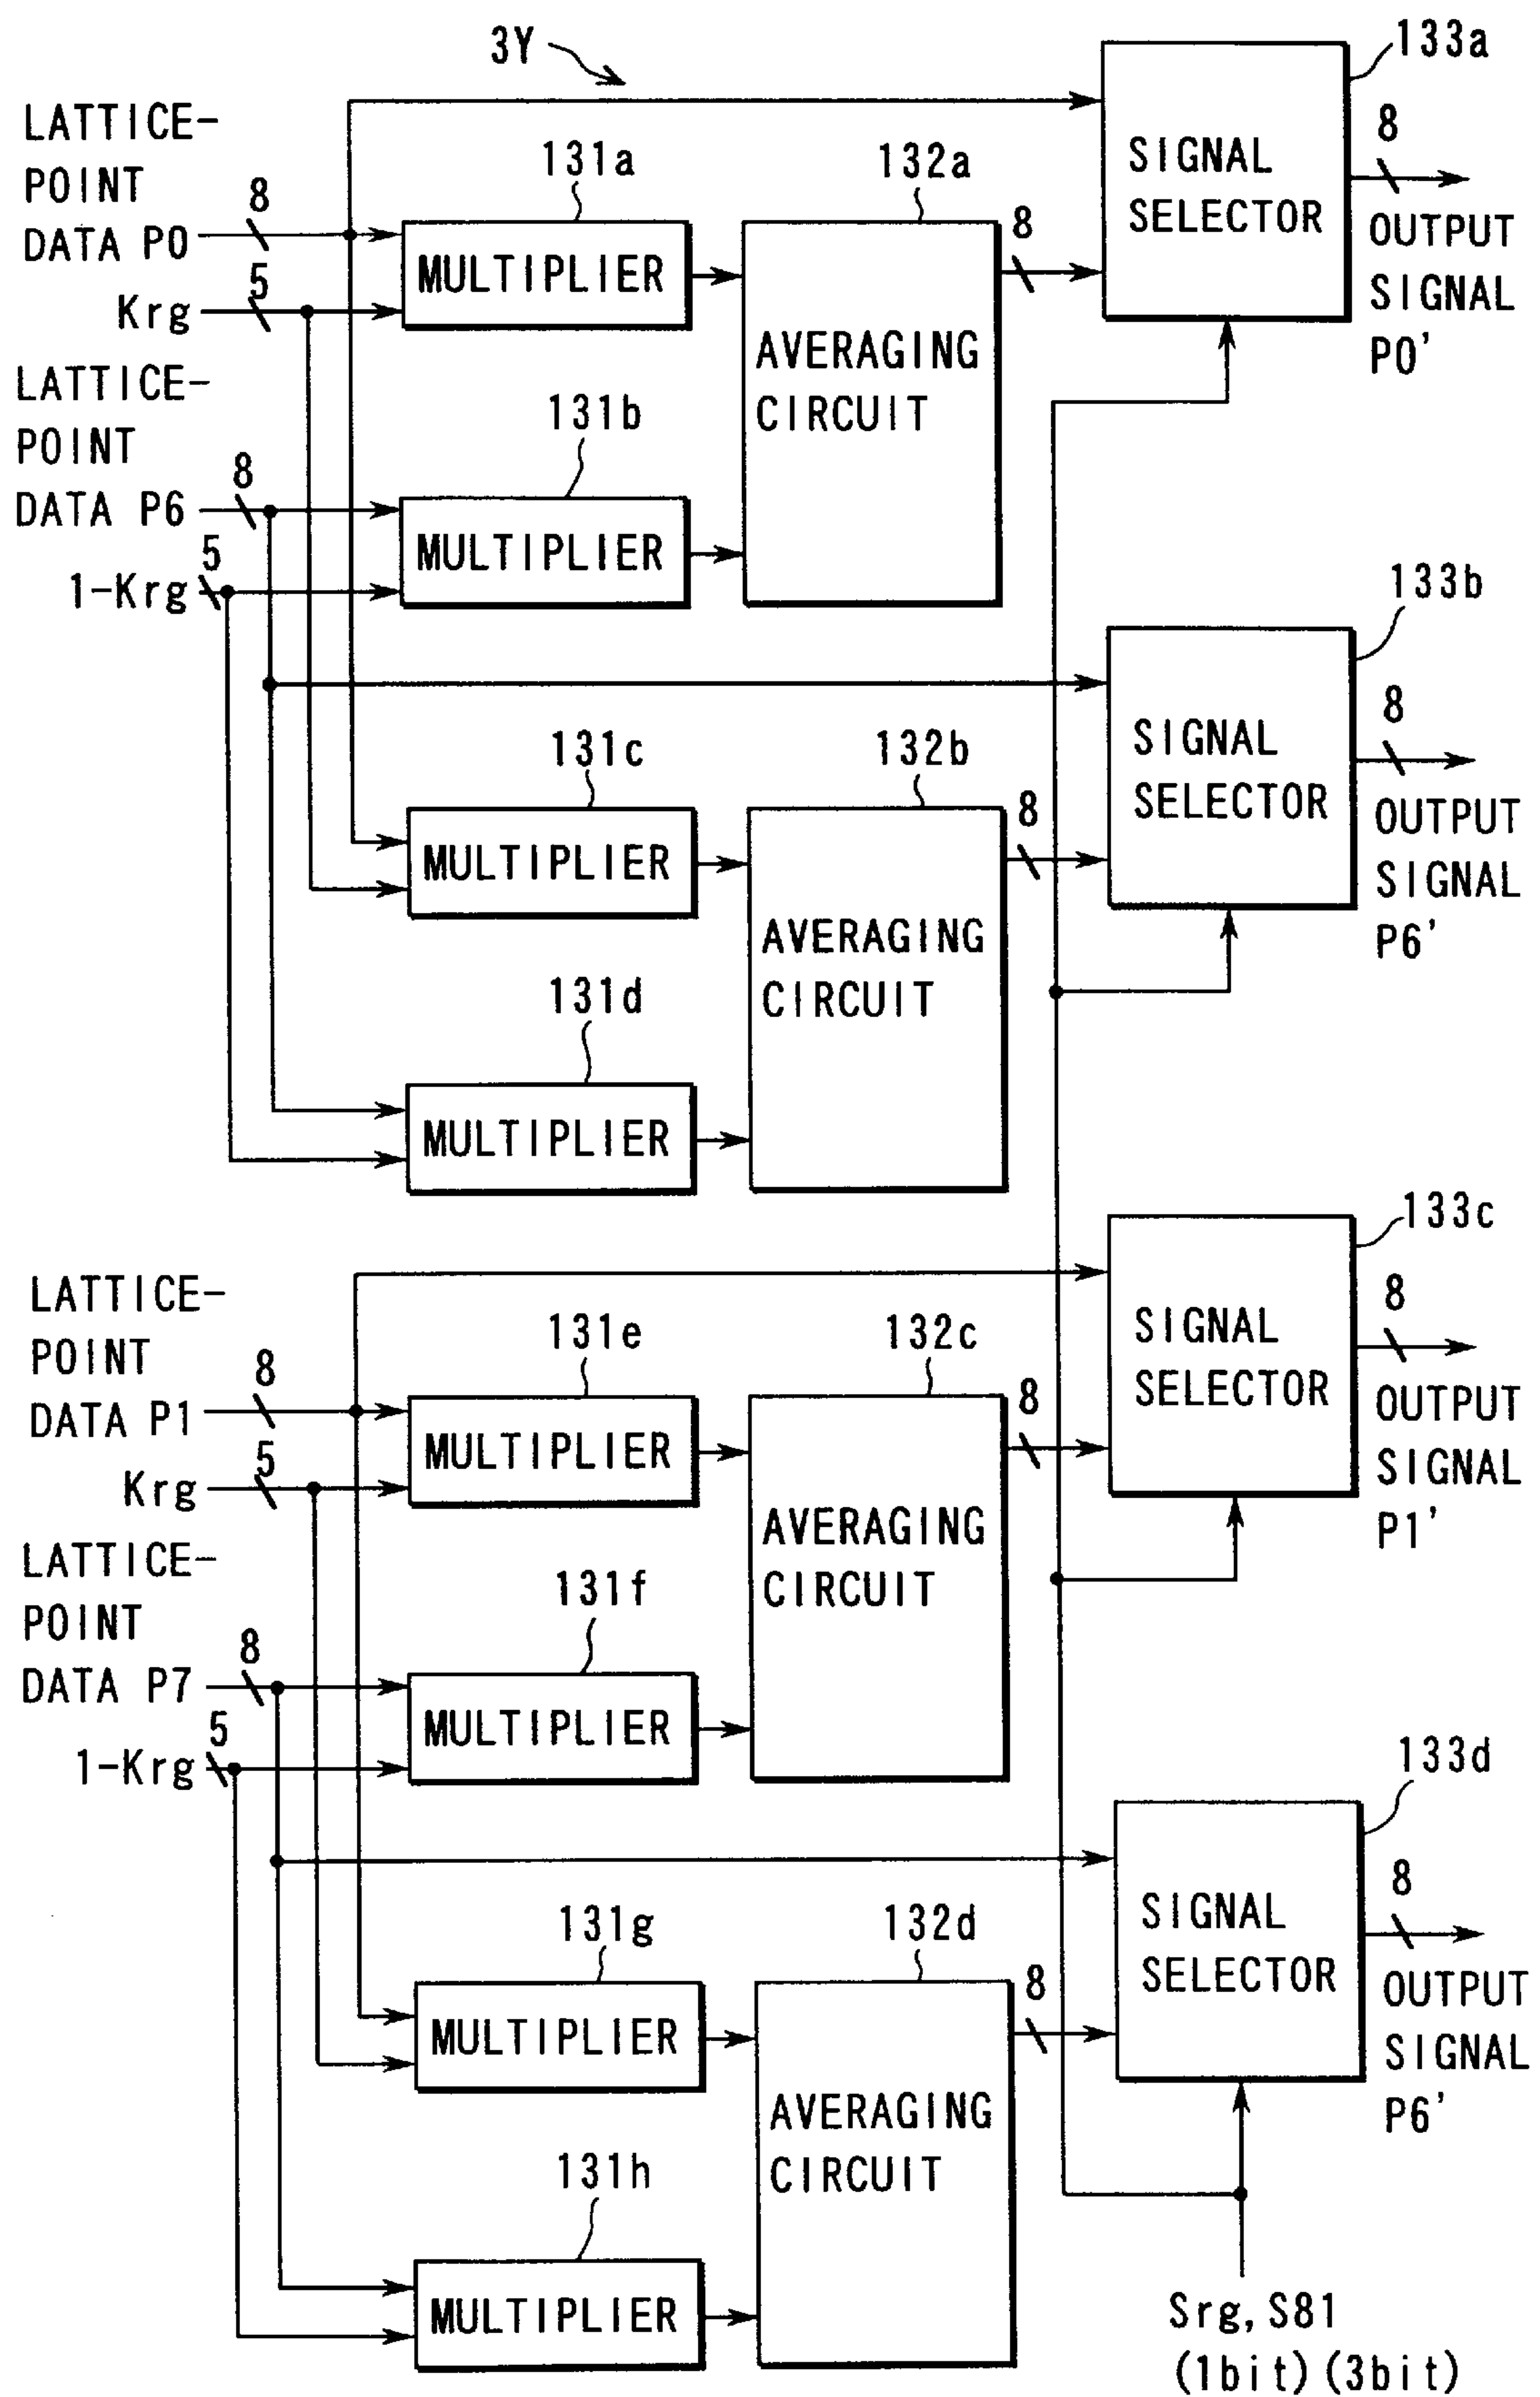 3Y
133a
LATTICE-
POINT
DATA P0
8
131a
132a
8
8
SIGNAL
SELECTOR
OUTPUT
SIGNAL
P0'
MULTIPLIER
Krg
5
AVERAGING
CIRCUIT
LATTICE-
POINT
DATA P6
8
131b
MULTIPLIER
1-Krg
5
133b
SIGNAL
SELECTOR
8
OUTPUT
SIGNAL
P6'
131c
132b
8
MULTIPLIER
AVERAGING
CIRCUIT
131d
MULTIPLIER
133c
SIGNAL
SELECTOR
8
OUTPUT
SIGNAL
P1'
LATTICE-
POINT
DATA P1
8
131e
132c
8
MULTIPLIER
Krg
5
AVERAGING
CIRCUIT
LATTICE-
POINT
DATA P7
8
131f
MULTIPLIER
1-Krg
5
133d
SIGNAL
SELECTOR
8
OUTPUT
SIGNAL
P6'
131g
132d
8
MULTIPLIER
AVERAGING
CIRCUIT
131h
MULTIPLIER
Srg, S81
(1bit) (3bit)